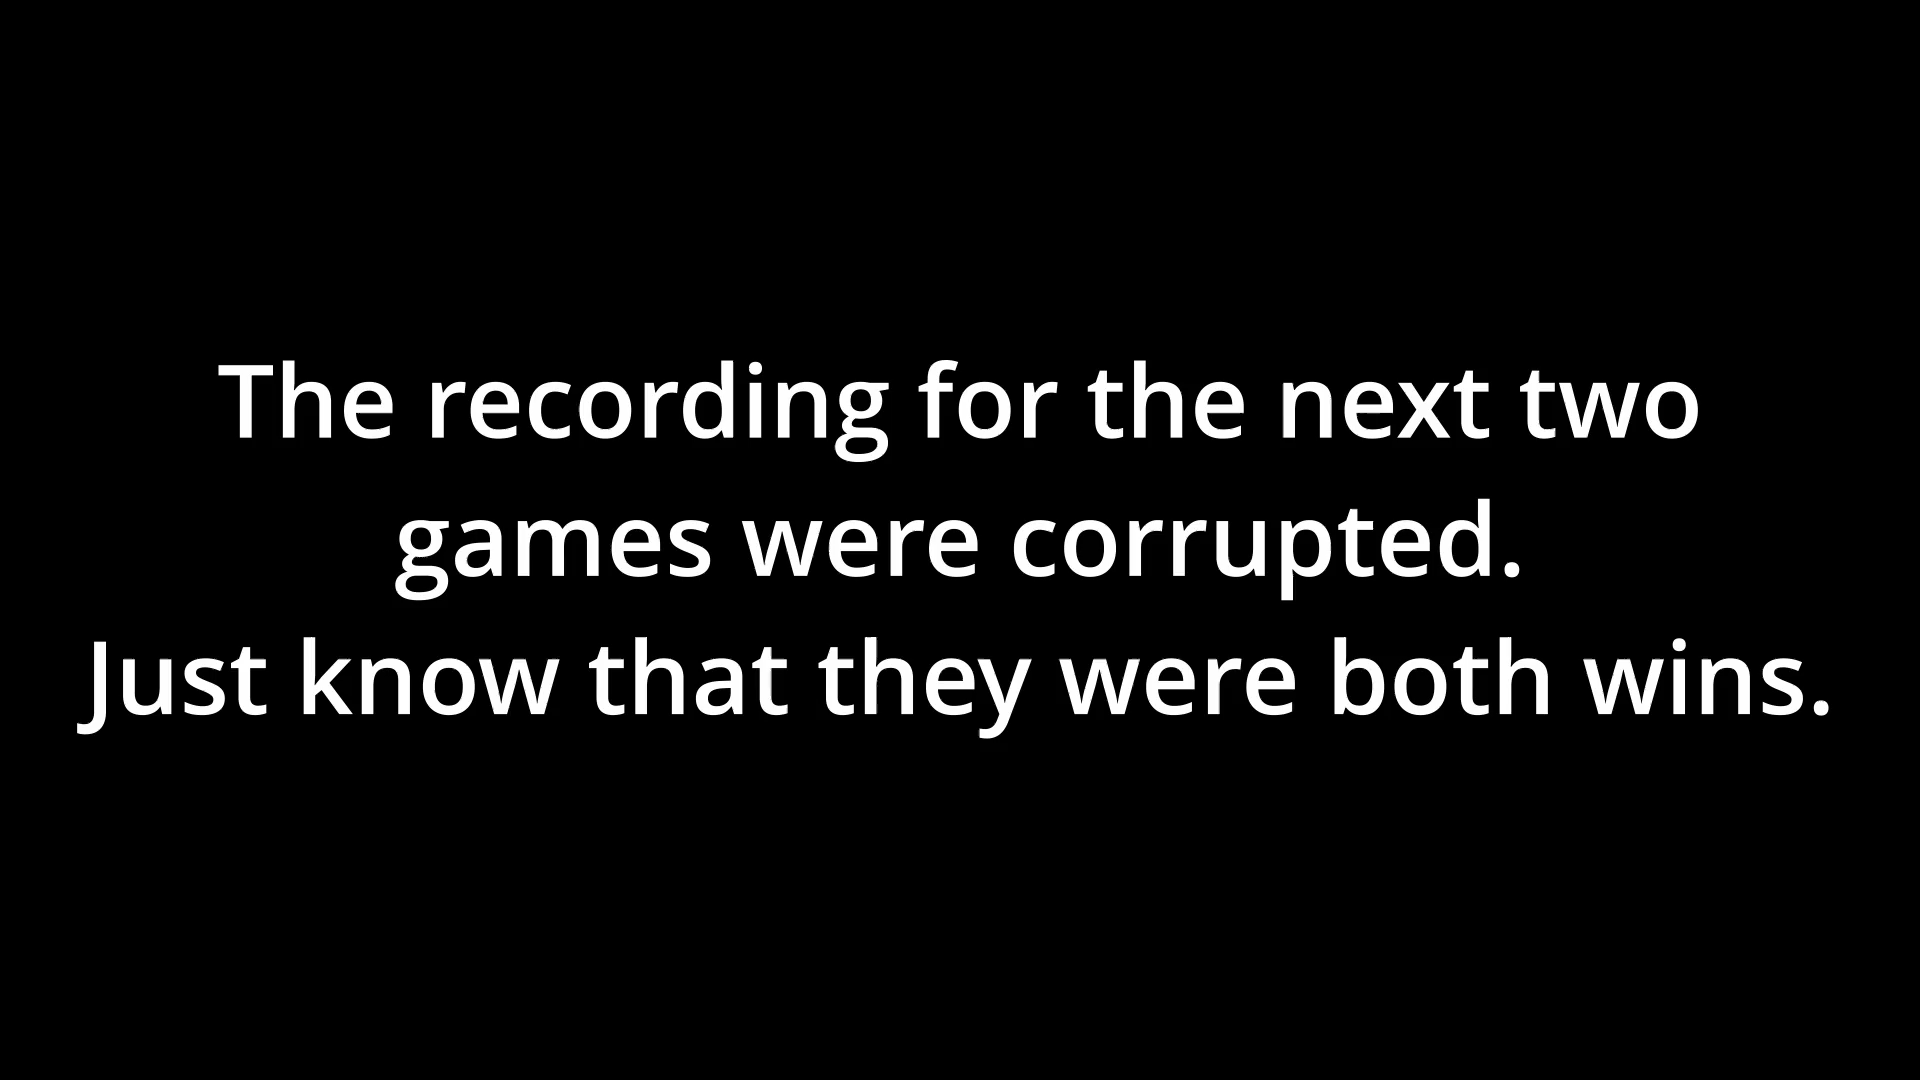 The recording for the next two
games were corrupted.
Just know that they were both wins.